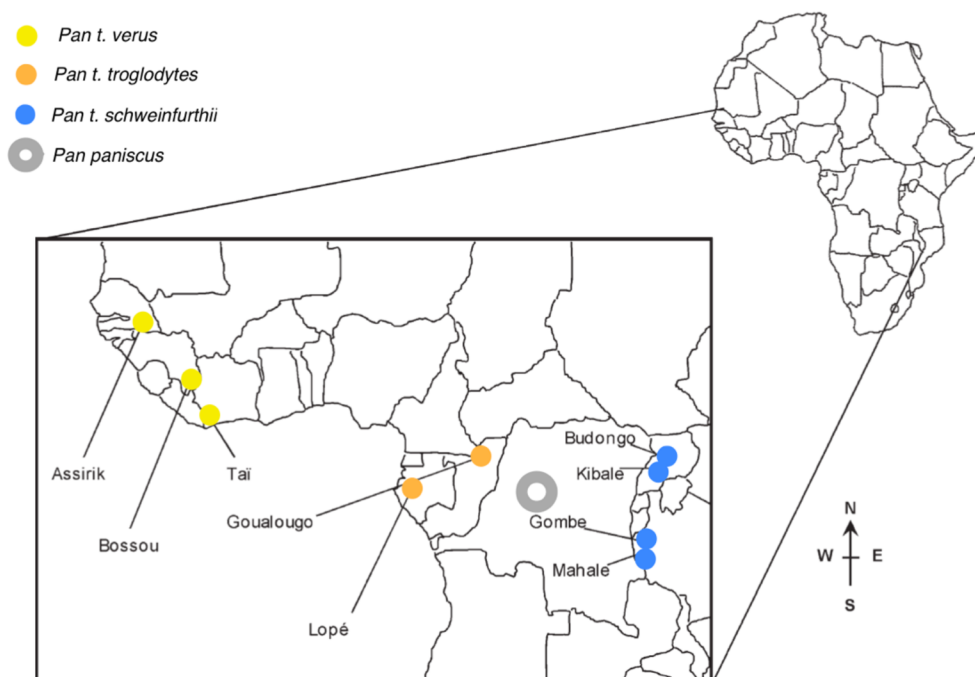 Pan t. verus
Pan t. troglodytes
Pan t. schweinfurthii
Pan paniscus
Budongo
Kibale
Assirik
Taï
Goualougo
Gombe
Bossou
Mahale
Lopé
N
W E
S